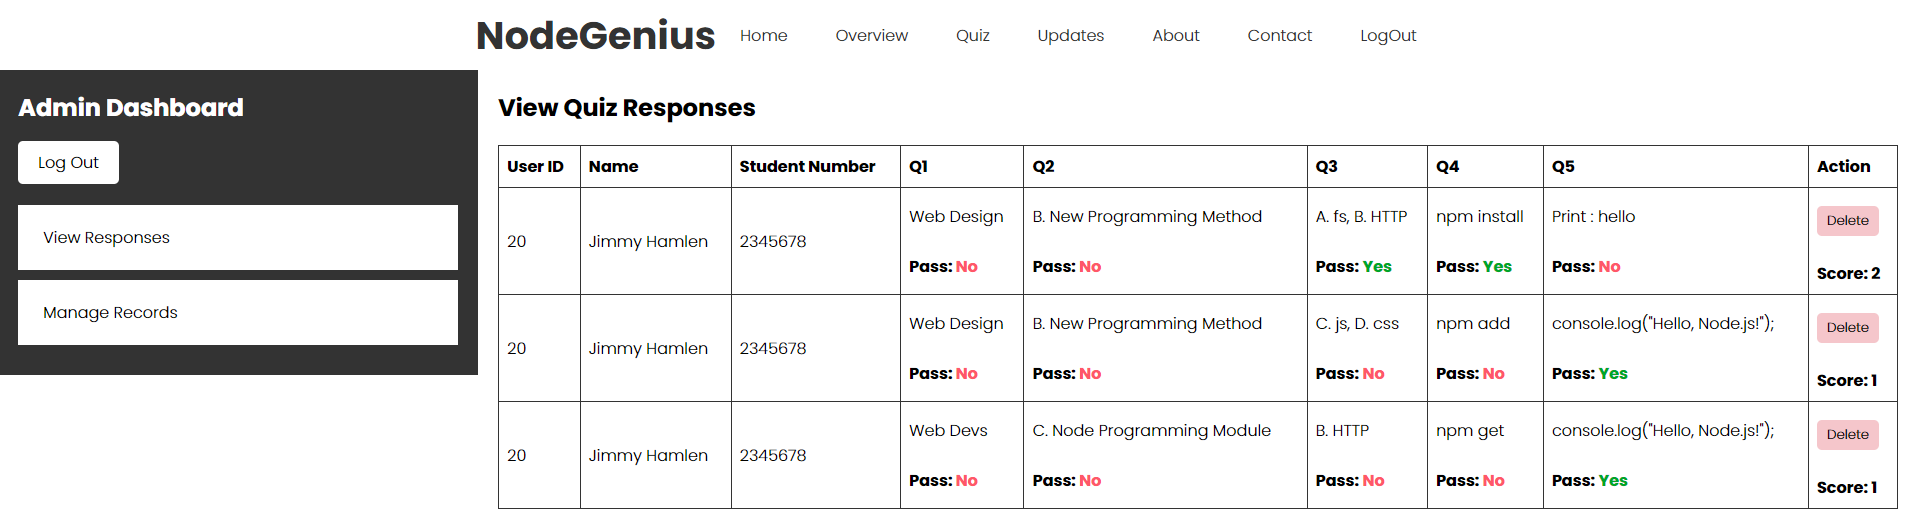 NodeGenius Home Overview Quiz Updates About Contact LogOut
Admin Dashboard
Log Out
View Responses
Manage Records
View Quiz Responses
User ID Name Student Number Q1 Q2 Q3 Q4 Q5 Action
20 Jimmy Hamlen 2345678
Web Design B. New Programming Method A. fs, B. HTTP npm install Print : hello Delete
Pass: No Pass: No Pass: Yes Pass: Yes Pass: No Score: 2
20 Jimmy Hamlen 2345678
Web Design B. New Programming Method C. js, D. css npm add console.log("Hello, Node.js!"); Delete
Pass: No Pass: No Pass: No Pass: No Pass: Yes Score: 1
20 Jimmy Hamlen 2345678
Web Devs C. Node Programming Module B. HTTP npm get console.log("Hello, Node.js!"); Delete
Pass: No Pass: No Pass: No Pass: No Pass: Yes Score: 1